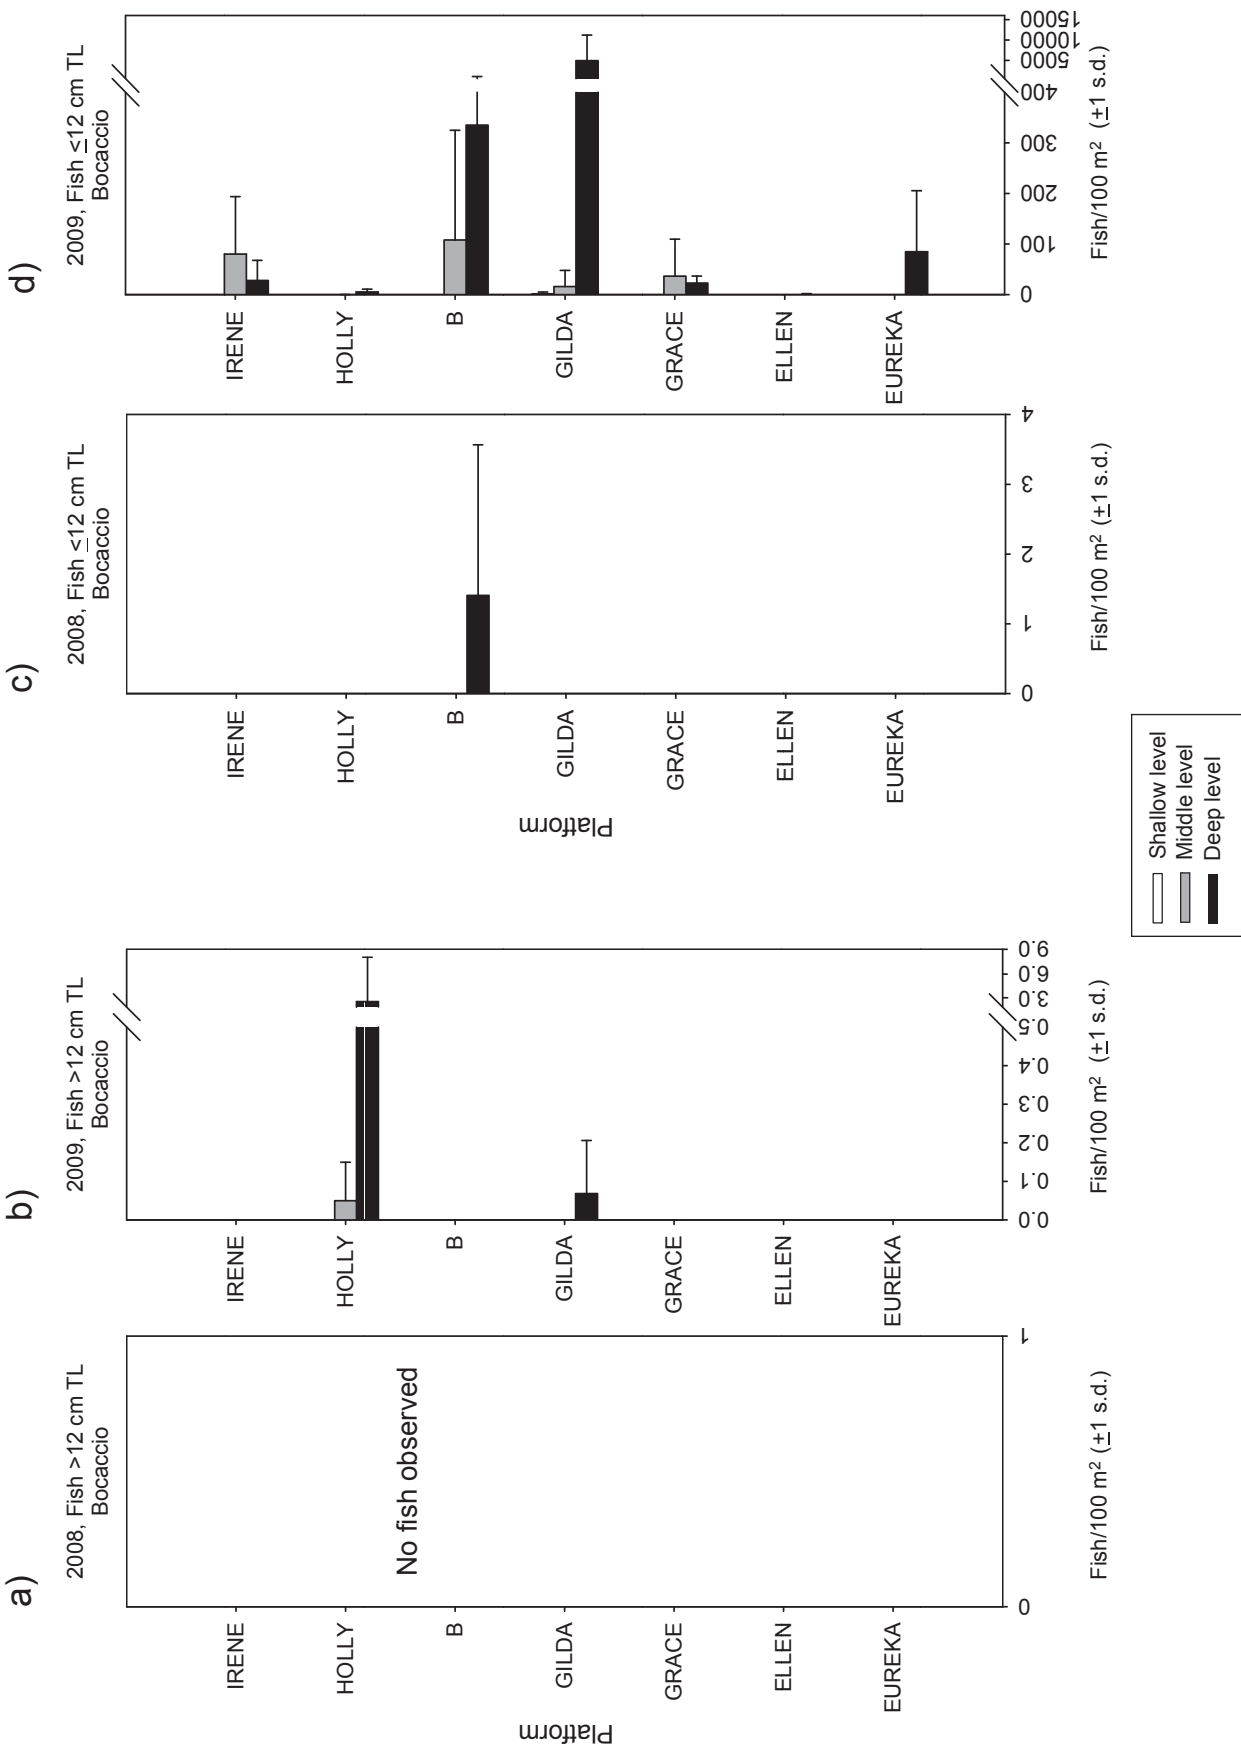 a)
2008, Fish >12 cm TL
Bocaccio
Platform
IRENE
HOLLY
B
GILDA
GRACE
ELLEN
EUREKA
No fish observed
0
1
Fish/100 m² (±1 s.d.)
b)
2009, Fish >12 cm TL
Bocaccio
IRENE
HOLLY
B
GILDA
GRACE
ELLEN
EUREKA
0.0
0.1
0.2
0.3
0.4
0.5
3.0
6.0
9.0
Fish/100 m² (±1 s.d.)
c)
2008, Fish ≤12 cm TL
Bocaccio
Platform
IRENE
HOLLY
B
GILDA
GRACE
ELLEN
EUREKA
0
1
2
3
4
Fish/100 m² (±1 s.d.)
d)
2009, Fish ≤12 cm TL
Bocaccio
IRENE
HOLLY
B
GILDA
GRACE
ELLEN
EUREKA
0
100
200
300
400
5000
10000
15000
Fish/100 m² (±1 s.d.)
Shallow level
Middle level
Deep level